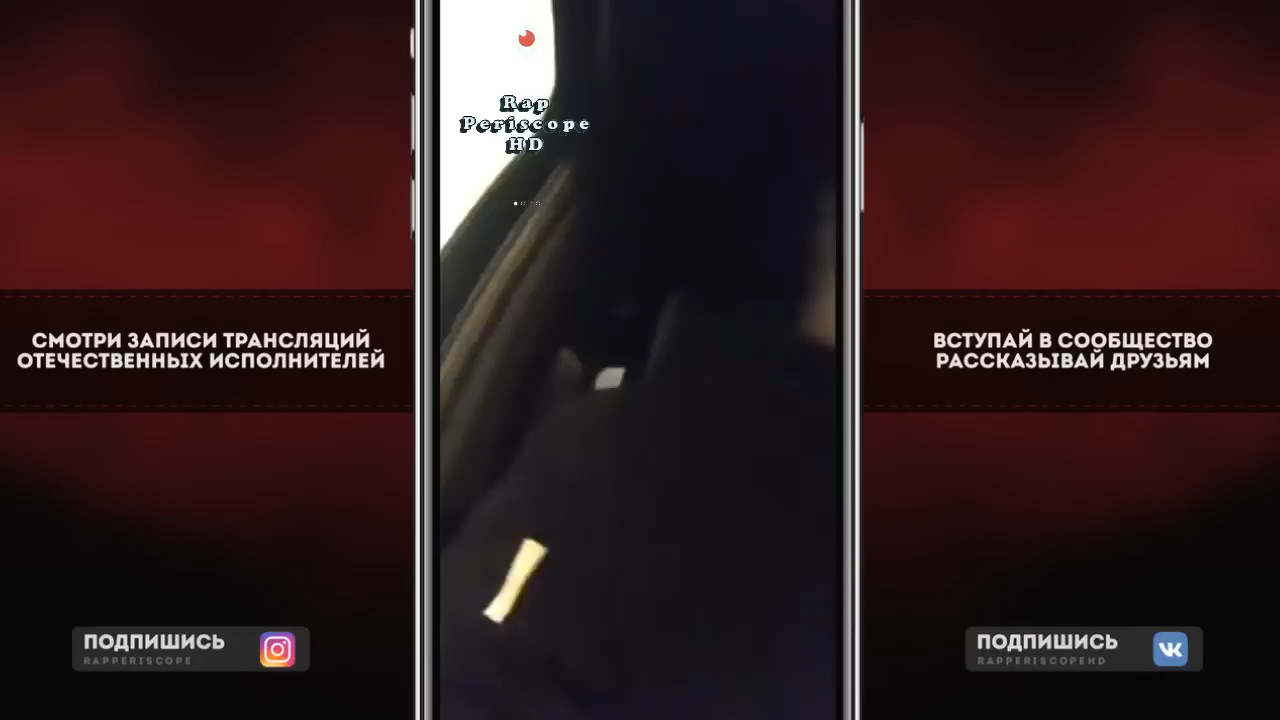 Rap
Periscope
HD
СМОТРИ ЗАПИСИ ТРАНСЛЯЦИЙ
ОТЕЧЕСТВЕННЫХ ИСПОЛНИТЕЛЕЙ
ВСТУПАЙ В СООБЩЕСТВО
РАССКАЗЫВАЙ ДРУЗЬЯМ
ПОДПИШИСЬ
RAPPERISCOPE
ПОДПИШИСЬ
RAPPERISCOPEHD